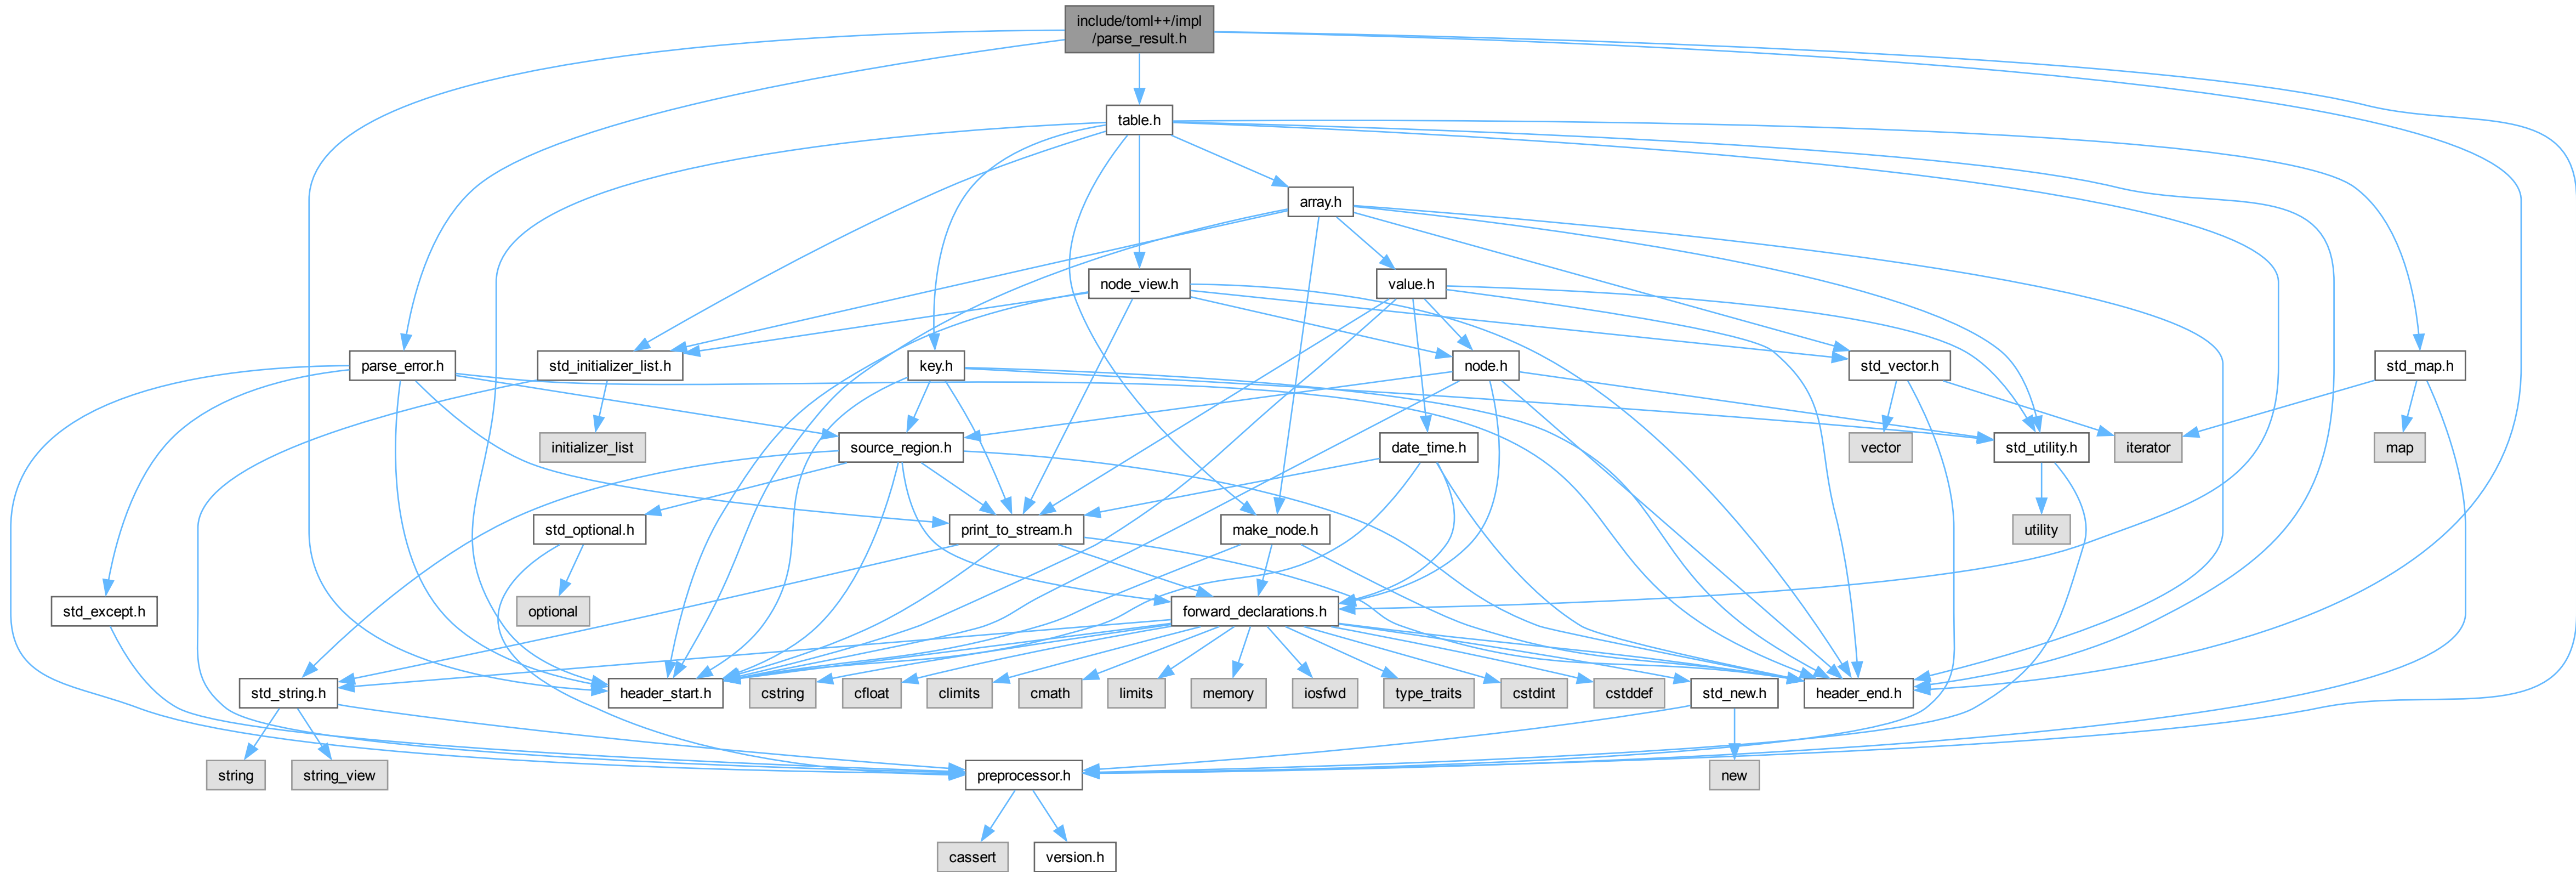 include/toml++/impl
/parse_result.h
table.h
array.h
node_view.h
value.h
parse_error.h
std_initializer_list.h
key.h
node.h
std_vector.h
std_map.h
initializer_list
source_region.h
date_time.h
vector
std_utility.h
iterator
map
std_optional.h
print_to_stream.h
make_node.h
utility
std_except.h
optional
forward_declarations.h
std_string.h
header_start.h
cstring
cfloat
climits
cmath
limits
memory
iosfwd
type_traits
cstdint
cstddef
std_new.h
header_end.h
string
string_view
preprocessor.h
new
cassert
version.h